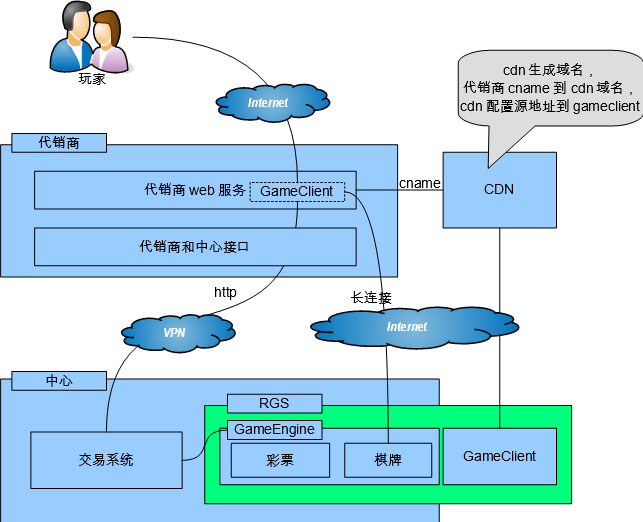 玩家
cdn 生成域名，
代销商 cname 到 cdn 域名，
cdn 配置源地址到 gameclient
Internet
代销商
代销商 web 服务
GameClient
cname
CDN
代销商和中心接口
http
长连接
VPN
Internet
中心
RGS
GameEngine
交易系统
彩票
棋牌
GameClient